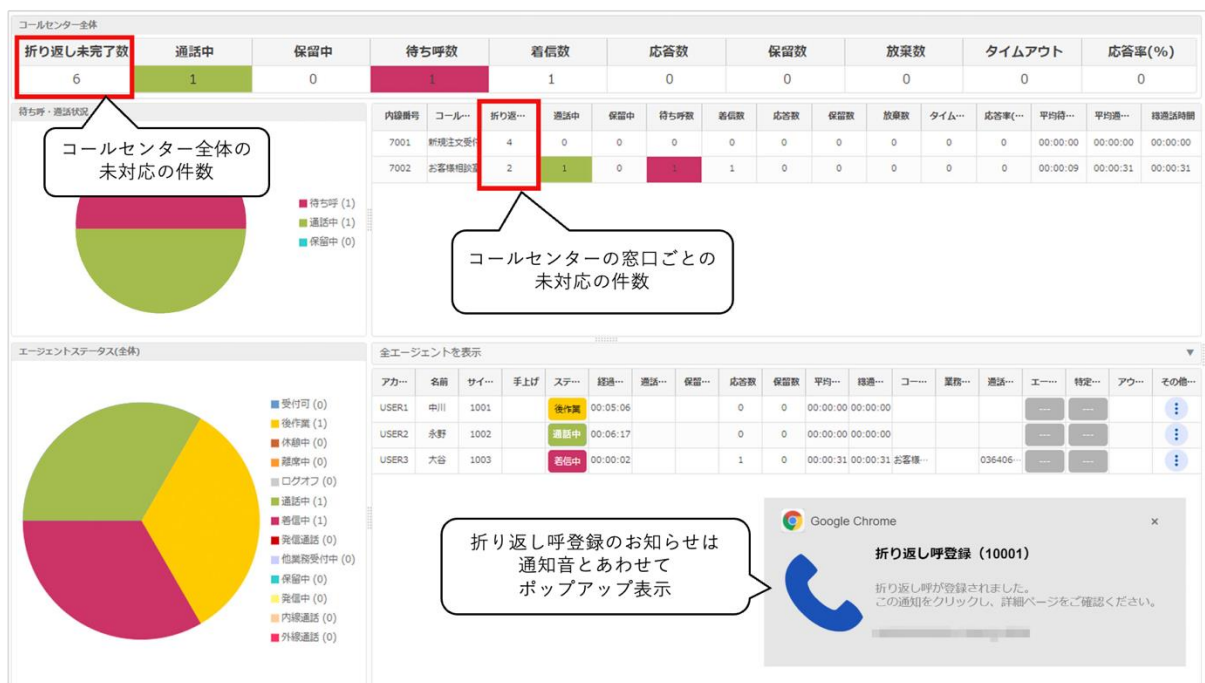 コールセンター全体
折り返し未完了数 通話中 保留中 待ち呼数 着信数 応答数 保留数 放棄数 タイムアウト 応答率(%)
6 1 0 1 1 0 0 0 0 0
待ち呼・通話状況
コールセンター全体の
未対応の件数
待ち呼 (1)
通話中 (1)
保留中 (0)
内線番号 コール… 折り返… 通話中 保留中 待ち呼数 着信数 応答数 保留数 放棄数 タイム… 応答率(… 平均待… 平均通… 総通話時間
7001 新規注文受付 4 0 0 0 0 0 0 0 0 0 00:00:00 00:00:00 00:00:00
7002 お客様相談室 2 1 0 1 1 0 0 0 0 0 00:00:09 00:00:31 00:00:31
コールセンターの窓口ごとの
未対応の件数
エージェントステータス(全体)
受付可 (0)
後作業 (1)
休憩中 (0)
離席中 (0)
ログオフ (0)
通話中 (1)
着信中 (1)
発信通話 (0)
他業務受付中 (0)
保留中 (0)
発信中 (0)
内線通話 (0)
外線通話 (0)
全エージェントを表示
アカ… 名前 サイ… 手上げ ステ… 経過… 通話… 保留… 応答数 保留数 平均… 総通… コー… 業務… 通話… エー… 特定… アウ… その他…
USER1 中川 1001 後作業 00:05:06 0 0 00:00:00 00:00:00 --- ---
USER2 永野 1002 通話中 00:06:17 0 0 00:00:00 00:00:00 --- ---
USER3 大谷 1003 着信中 00:00:02 1 0 00:00:31 00:00:31 お客様… 036406… --- ---
折り返し呼登録のお知らせは
通知音とあわせて
ポップアップ表示
Google Chrome ×
折り返し呼登録（10001）
折り返し呼が登録されました。
この通知をクリックし、詳細ページをご確認ください。